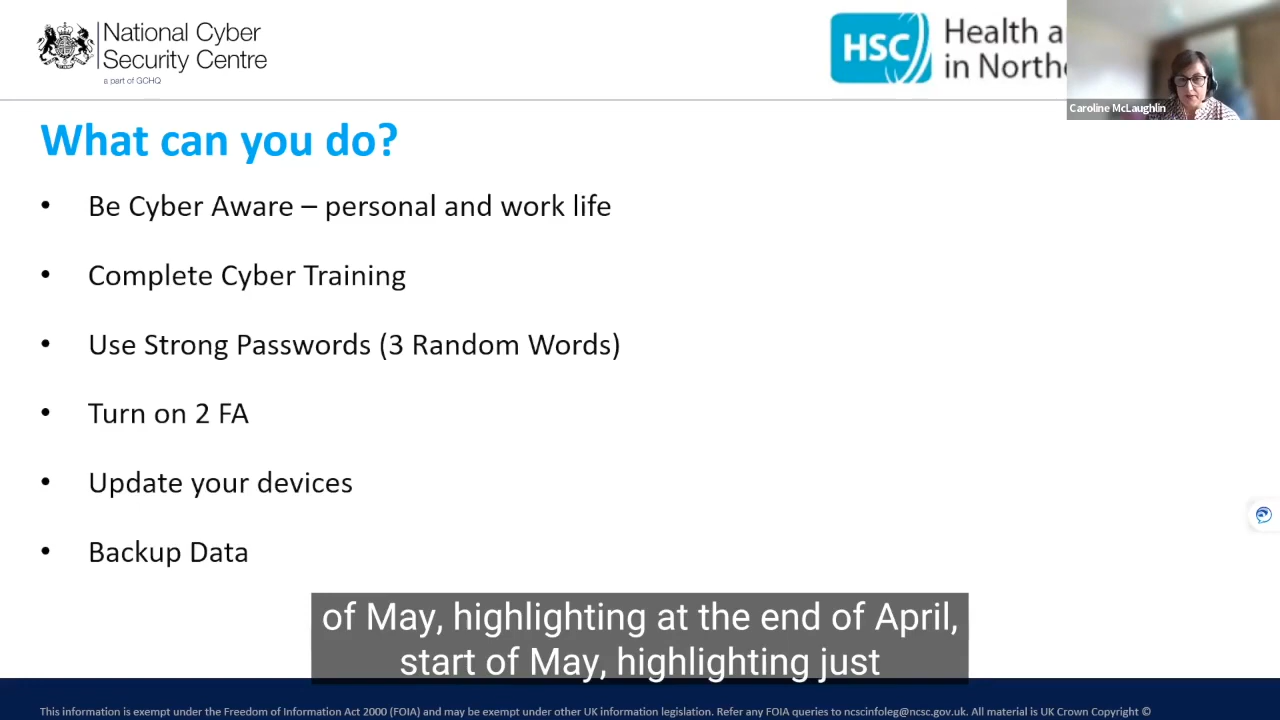 National Cyber
Security Centre
a part of GCHQ
HSC
Health a
in North
Caroline McLaughlin
What can you do?
• Be Cyber Aware – personal and work life
• Complete Cyber Training
• Use Strong Passwords (3 Random Words)
• Turn on 2 FA
• Update your devices
• Backup Data
of May, highlighting at the end of April,
start of May, highlighting just
This information is exempt under the Freedom of Information Act 2000 (FOIA) and may be exempt under other UK information legislation. Refer any FOIA queries to ncscinfoleg@ncsc.gov.uk. All material is UK Crown Copyright ©